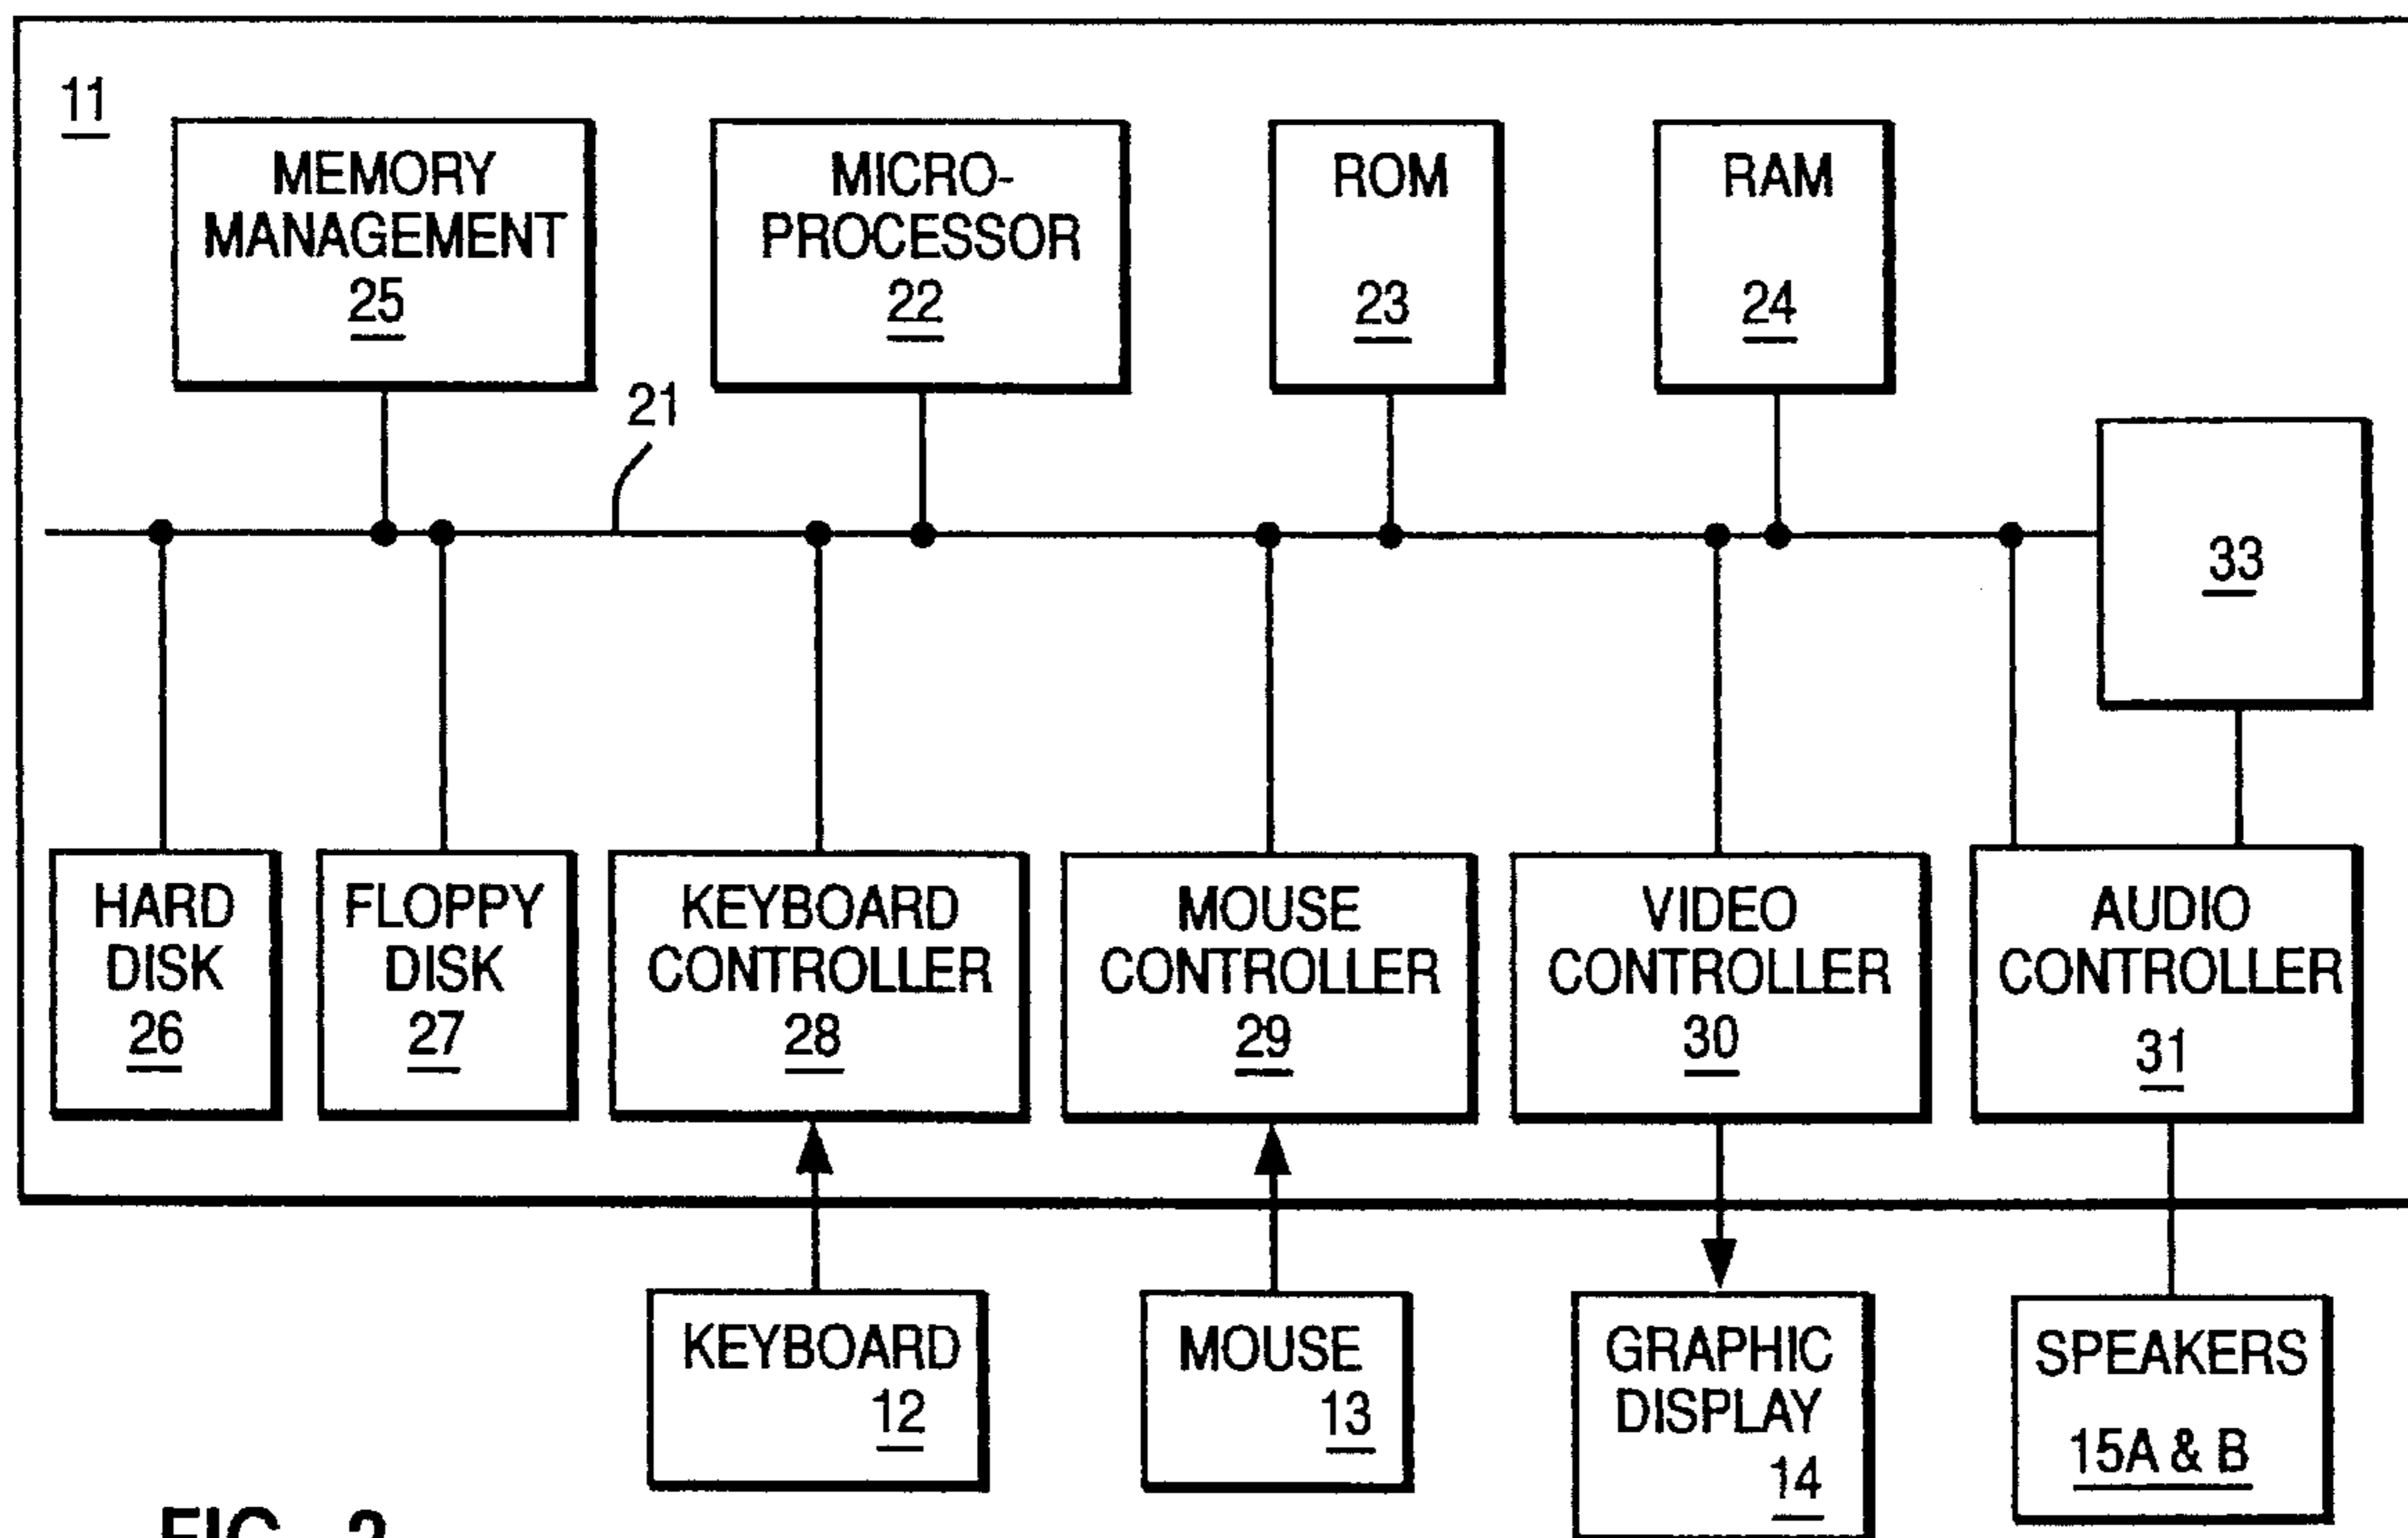 11
MEMORY
MANAGEMENT
25
MICRO-
PROCESSOR
22
ROM
23
RAM
24
21
33
HARD
DISK
26
FLOPPY
DISK
27
KEYBOARD
CONTROLLER
28
MOUSE
CONTROLLER
29
VIDEO
CONTROLLER
30
AUDIO
CONTROLLER
31
KEYBOARD
12
MOUSE
13
GRAPHIC
DISPLAY
14
SPEAKERS
15A & B
FIG. 2